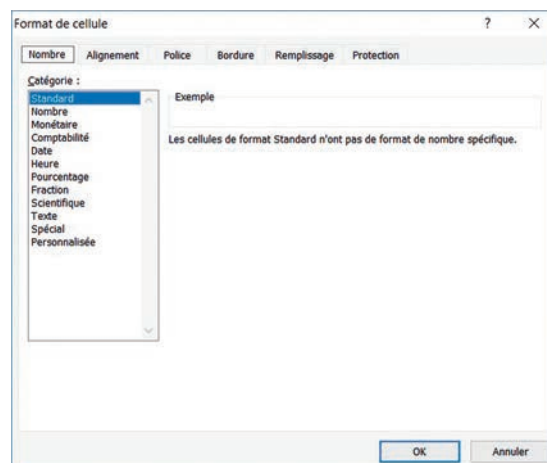 Format de cellule ? ×
Nombre Alignement Police Bordure Remplissage Protection
Catégorie :
Standard
Exemple
Nombre
Monétaire
Comptabilité
Les cellules de format Standard n'ont pas de format de nombre spécifique.
Date
Heure
Pourcentage
Fraction
Scientifique
Texte
Spécial
Personnalisée
OK Annuler